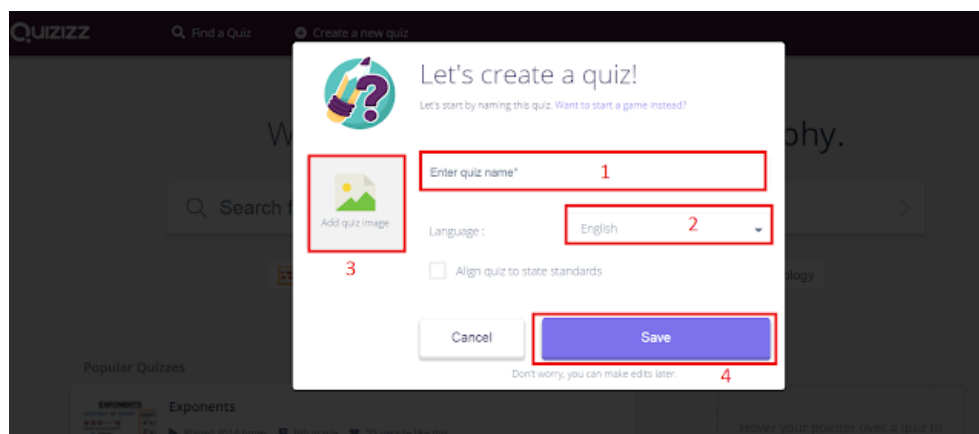 QUIZIZZ
Find a Quiz
Create a new quiz
Let's create a quiz!
Let's start by naming this quiz. Want to start a game instead?
W
phy.
Enter quiz name*
1
Search f
Add quiz image
3
Language :
English
2
Align quiz to state standards
ology
Cancel
Save
Don't worry, you can make edits later.
4
Popular Quizzes
EXPONENTS
Exponents
Hover your pointer over a quiz to